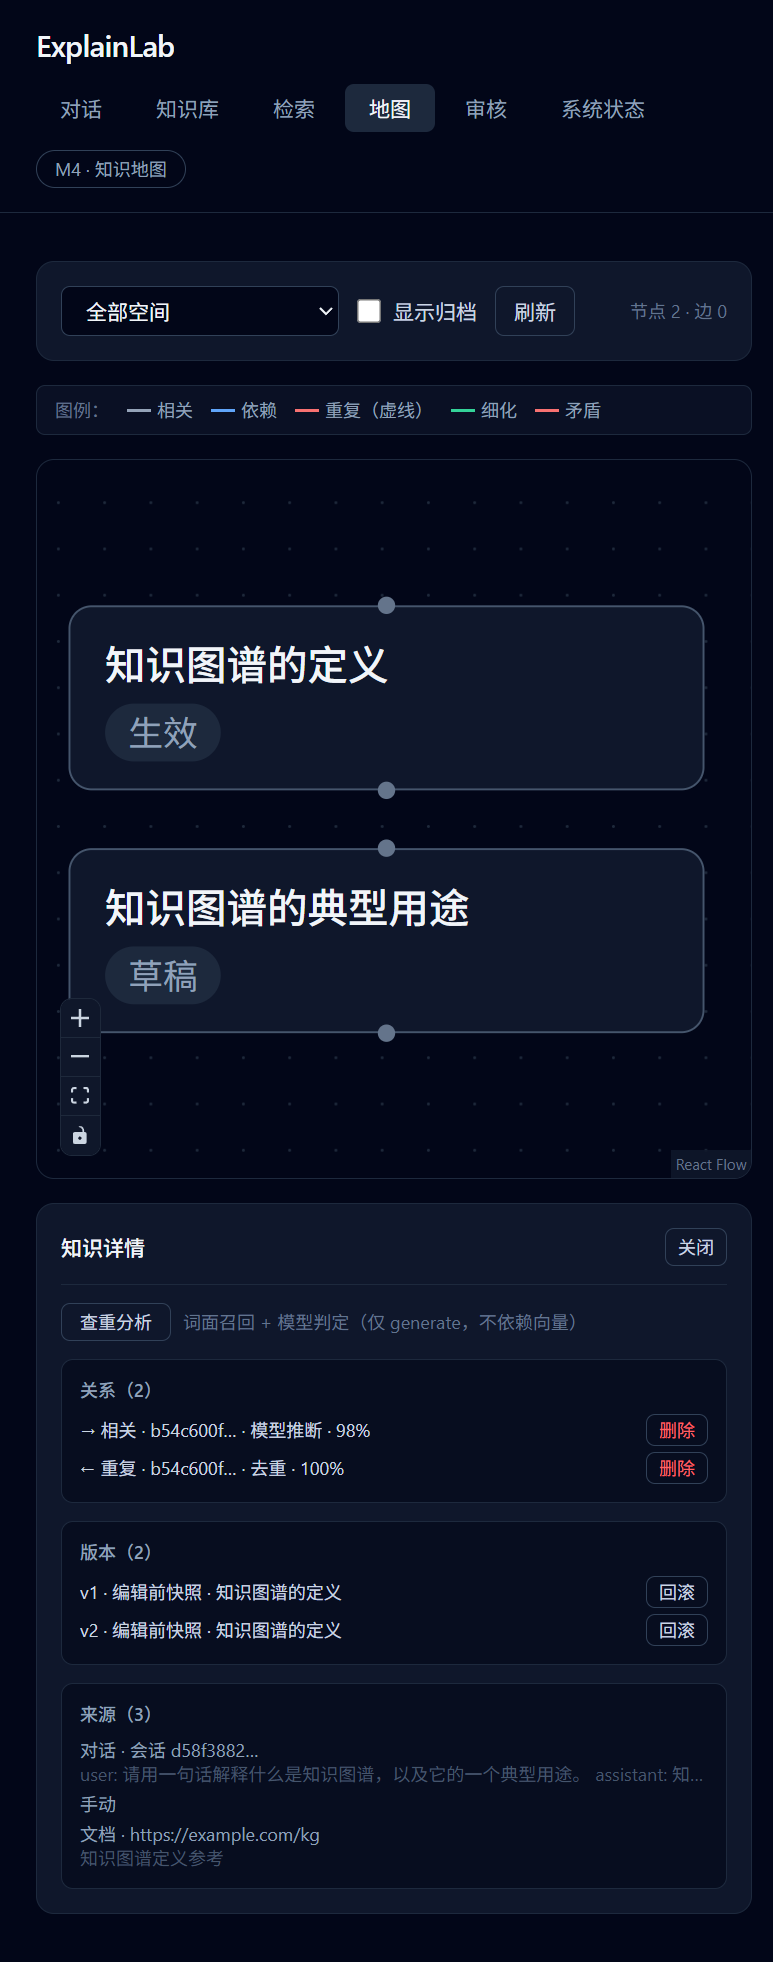 ExplainLab
对话 知识库 检索 地图 审核 系统状态
M4 · 知识地图
全部空间 显示归档 刷新 节点 2 · 边 0
图例： 相关 依赖 重复（虚线） 细化 矛盾
知识图谱的定义
生效
知识图谱的典型用途
草稿
React Flow
知识详情 关闭
查重分析 词面召回 + 模型判定（仅 generate，不依赖向量）
关系（2）
→ 相关 · b54c600f... · 模型推断 · 98% 删除
← 重复 · b54c600f... · 去重 · 100% 删除
版本（2）
v1 · 编辑前快照 · 知识图谱的定义 回滚
v2 · 编辑前快照 · 知识图谱的定义 回滚
来源（3）
对话 · 会话 d58f3882...
user: 请用一句话解释什么是知识图谱，以及它的一个典型用途。 assistant: 知...
手动
文档 · https://example.com/kg
知识图谱定义参考